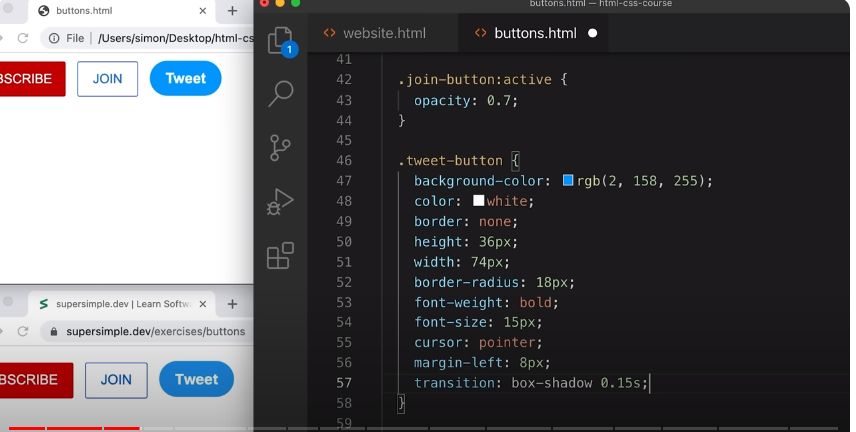 buttons.html — html-css-course
buttons.html
File
/Users/simon/Desktop/html-cs
SCRIBE
JOIN
Tweet
website.html
buttons.html
1
41
42 .join-button:active {
43 opacity: 0.7;
44 }
45
46 .tweet-button {
47 background-color: rgb(2, 158, 255);
48 color: white;
49 border: none;
50 height: 36px;
51 width: 74px;
52 border-radius: 18px;
53 font-weight: bold;
54 font-size: 15px;
55 cursor: pointer;
56 margin-left: 8px;
57 transition: box-shadow 0.15s;
58 }
59
supersimple.dev | Learn Softw
supersimple.dev/exercises/buttons
SCRIBE
JOIN
Tweet